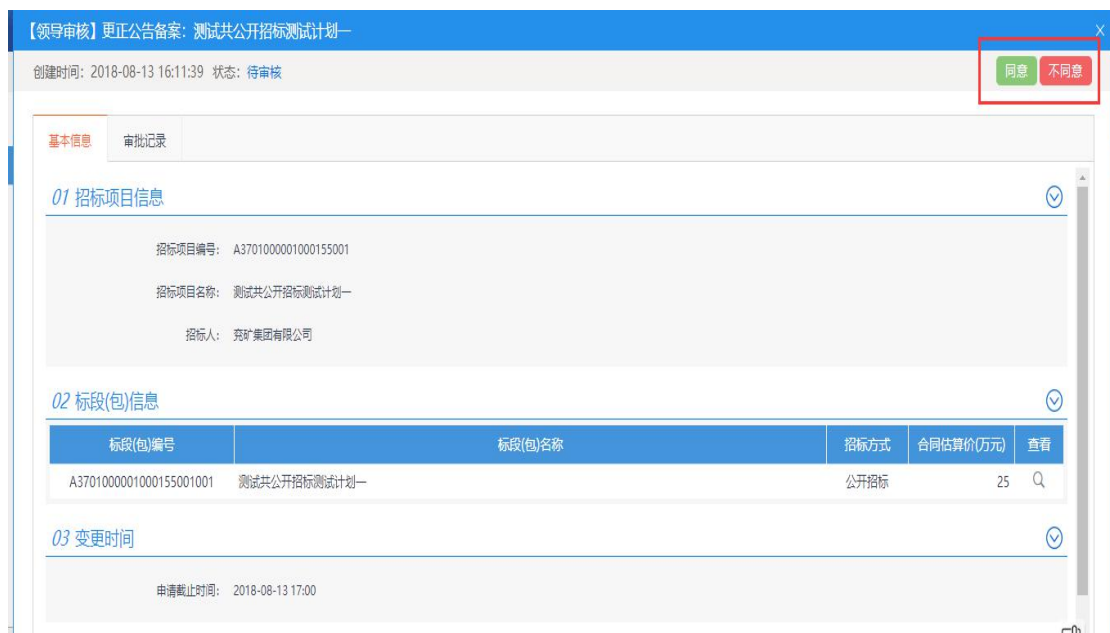 【领导审核】更正公告备案：测试共公开招标测试计划一 X
创建时间：2018-08-13 16:11:39 状态：待审核 同意 不同意
基本信息 审批记录
01 招标项目信息
招标项目编号： A3701000001000155001
招标项目名称： 测试共公开招标测试计划一
招标人： 兖矿集团有限公司
02 标段(包)信息
标段(包)编号 标段(包)名称 招标方式 合同估算价(万元) 查看
A3701000001000155001001 测试共公开招标测试计划一 公开招标 25
03 变更时间
申请截止时间： 2018-08-13 17:00